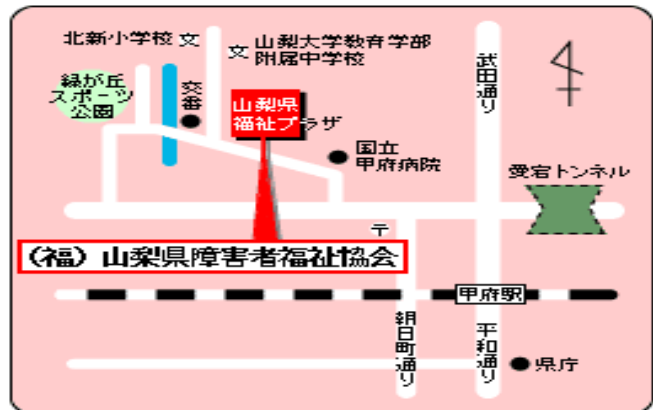 北新小学校 文
文 山梨大学教育学部
附属中学校
緑が丘
スポーツ
公園
交番
山梨県
福祉プラザ
国立
甲府病院
武田通り
愛宕トンネル
〒
(福)山梨県障害者福祉協会
甲府駅
朝日町通り
平和通り
県庁